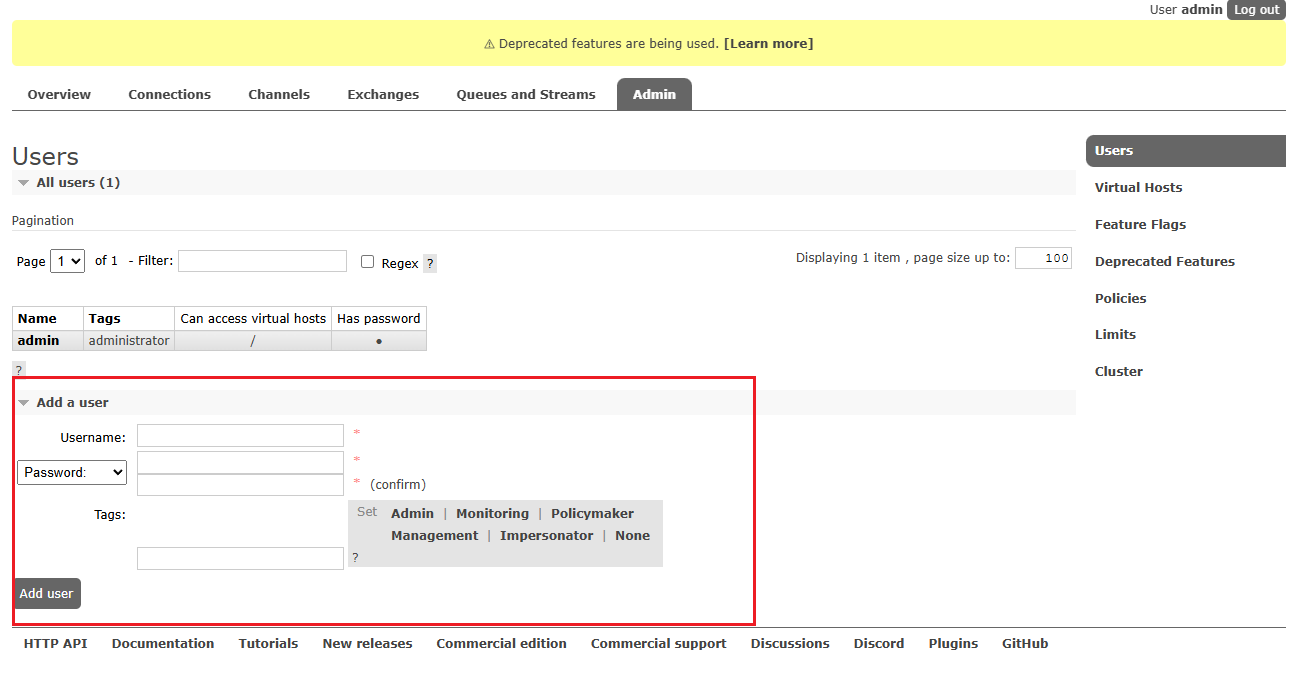 User admin Log out
⚠ Deprecated features are being used. [Learn more]
Overview Connections Channels Exchanges Queues and Streams Admin
Users
All users (1)
Pagination
Page 1 of 1 - Filter: Regex ? Displaying 1 item , page size up to: 100
Name Tags Can access virtual hosts Has password
admin administrator / ●
?
Add a user
Username: *
Password: *
* (confirm)
Tags: Set Admin | Monitoring | Policymaker
Management | Impersonator | None
?
Add user
Users
Virtual Hosts
Feature Flags
Deprecated Features
Policies
Limits
Cluster
HTTP API Documentation Tutorials New releases Commercial edition Commercial support Discussions Discord Plugins GitHub